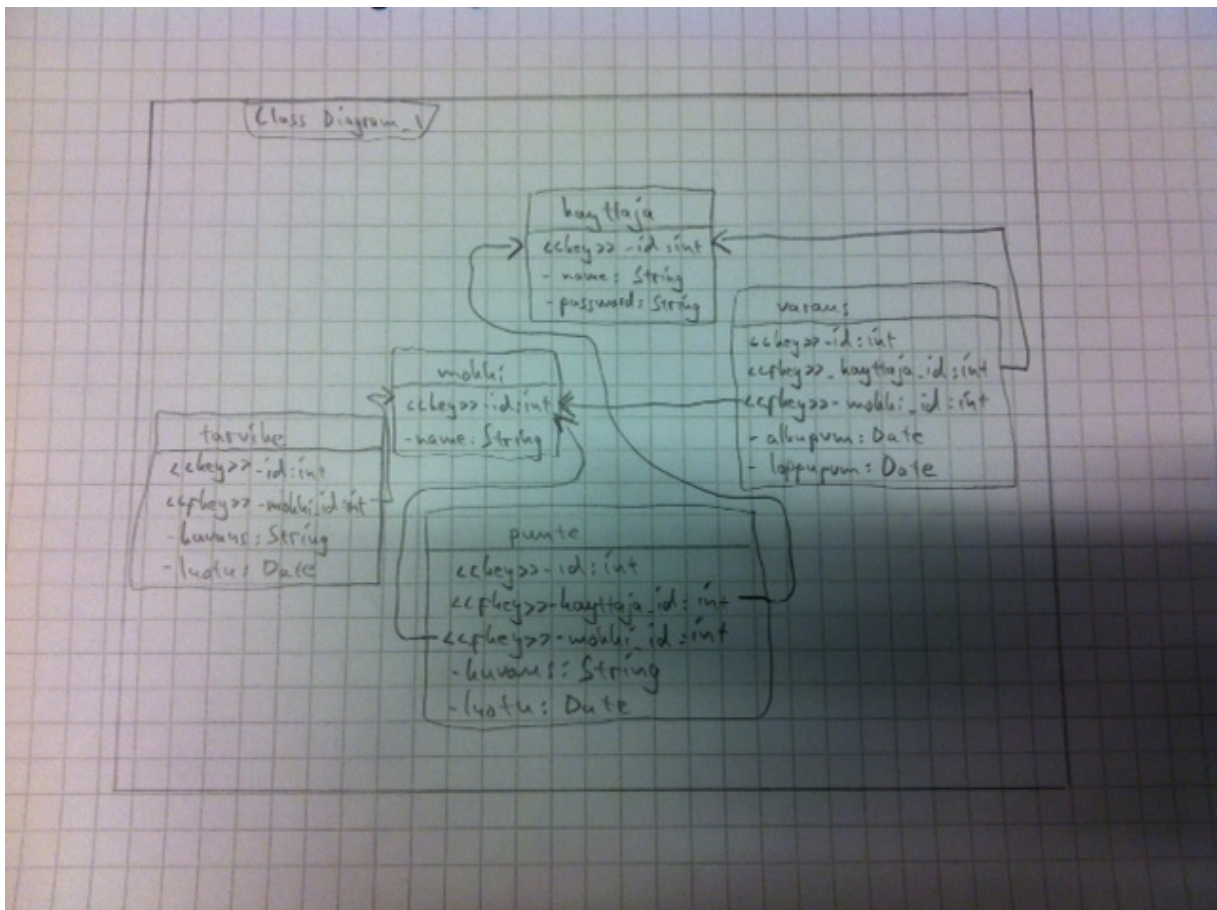 Class Diagram_1
kayttaja
<<key>> -id:int
- name: String
- password: String
varaus
<<key>>-id:int
<<fkey>>_kayttaja_id:int
<<fkey>>-mokki_id:int
- alkupvm: Date
- loppupvm: Date
mokki
<<key>>-id:int
-name: String
tarvike
<<key>>-id:int
<<fkey>>-mokki_id:int
-kuvaus: String
-luotu: Date
puute
<<key>>-id:int
<<fkey>>-kayttaja_id:int
<<fkey>>-mokki_id:int
-kuvaus: String
-luotu: Date